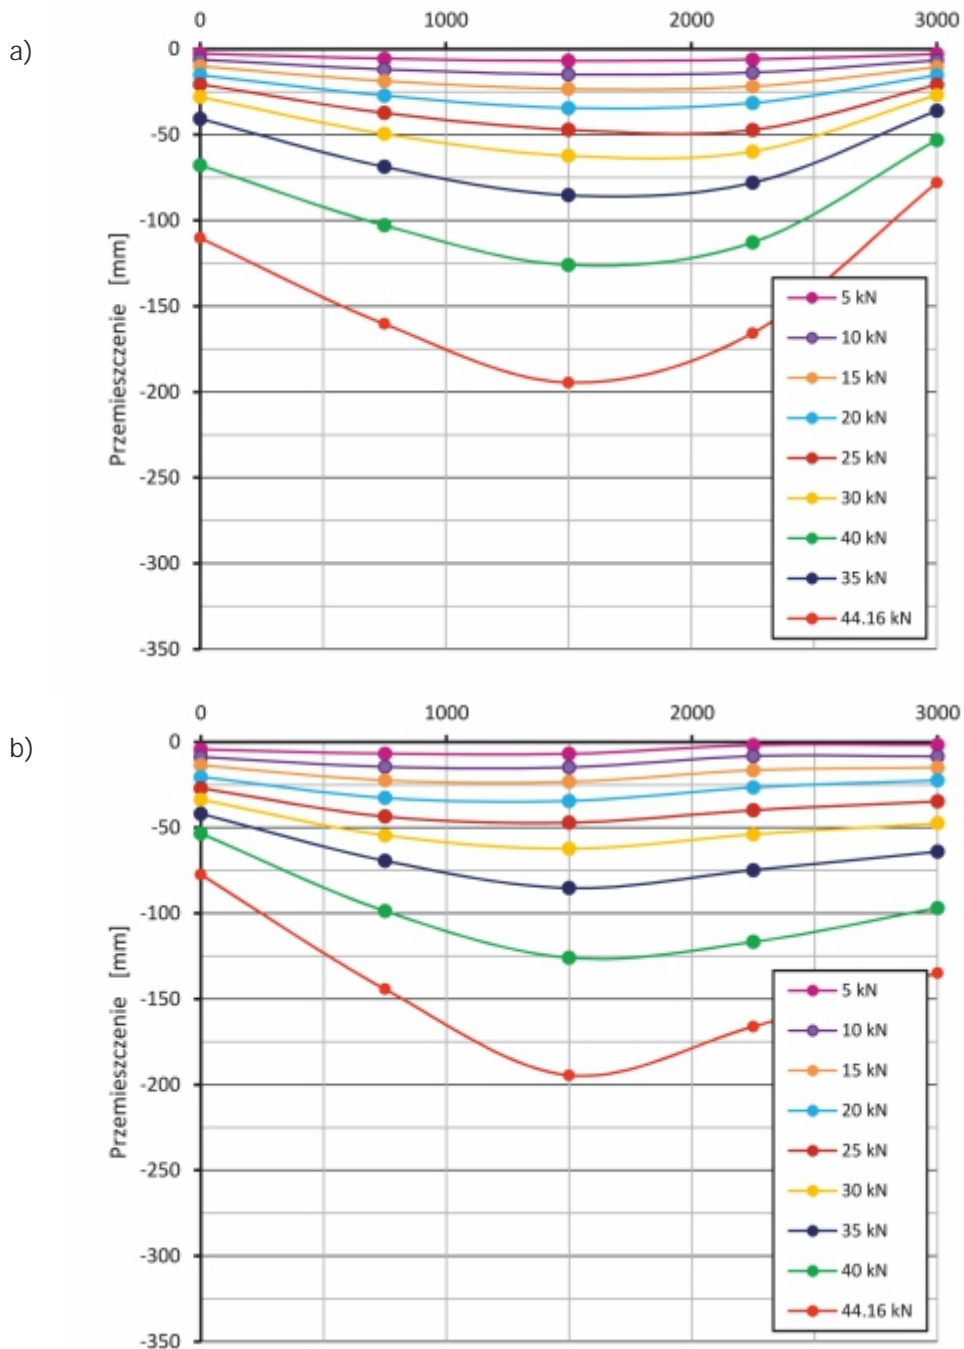 a)
0 1000 2000 3000
0
-50
-100
-150
-200
-250
-300
-350
Przemieszczenie [mm]
5 kN
10 kN
15 kN
20 kN
25 kN
30 kN
40 kN
35 kN
44.16 kN
b)
0 1000 2000 3000
0
-50
-100
-150
-200
-250
-300
-350
Przemieszczenie [mm]
5 kN
10 kN
15 kN
20 kN
25 kN
30 kN
35 kN
40 kN
44.16 kN